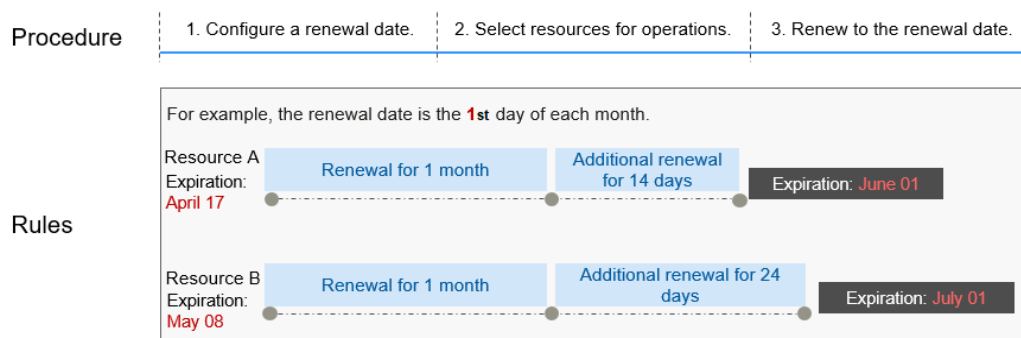 Procedure
1. Configure a renewal date.
2. Select resources for operations.
3. Renew to the renewal date.
Rules
For example, the renewal date is the 1st day of each month.
Resource A
Expiration:
April 17
Renewal for 1 month
Additional renewal
for 14 days
Expiration: June 01
Resource B
Expiration:
May 08
Renewal for 1 month
Additional renewal for 24
days
Expiration: July 01